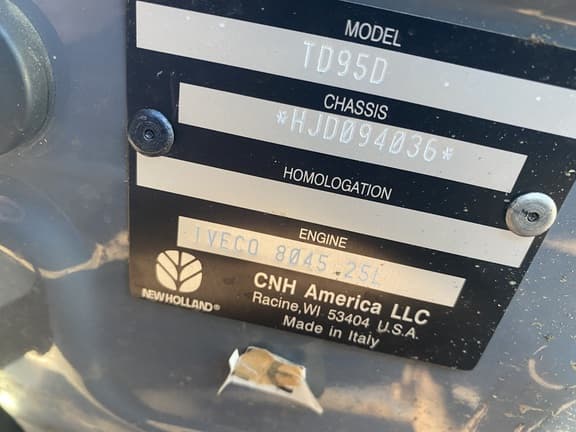 MODEL
TD95D
CHASSIS
*HJD094036*
HOMOLOGATION
ENGINE
IVECO 8045.25L
NEW HOLLAND®
CNH America LLC
Racine,WI 53404 U.S.A.
Made in Italy